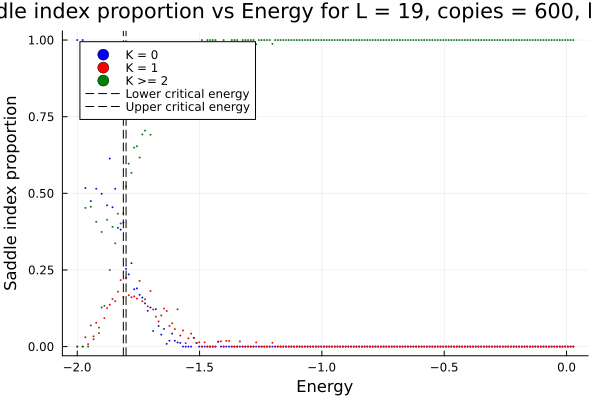 dle index proportion vs Energy for L = 19, copies = 600,
K = 0
K = 1
K >= 2
Lower critical energy
Upper critical energy
Saddle index proportion
1.00
0.75
0.50
0.25
0.00
-2.0 -1.5 -1.0 -0.5 0.0
Energy